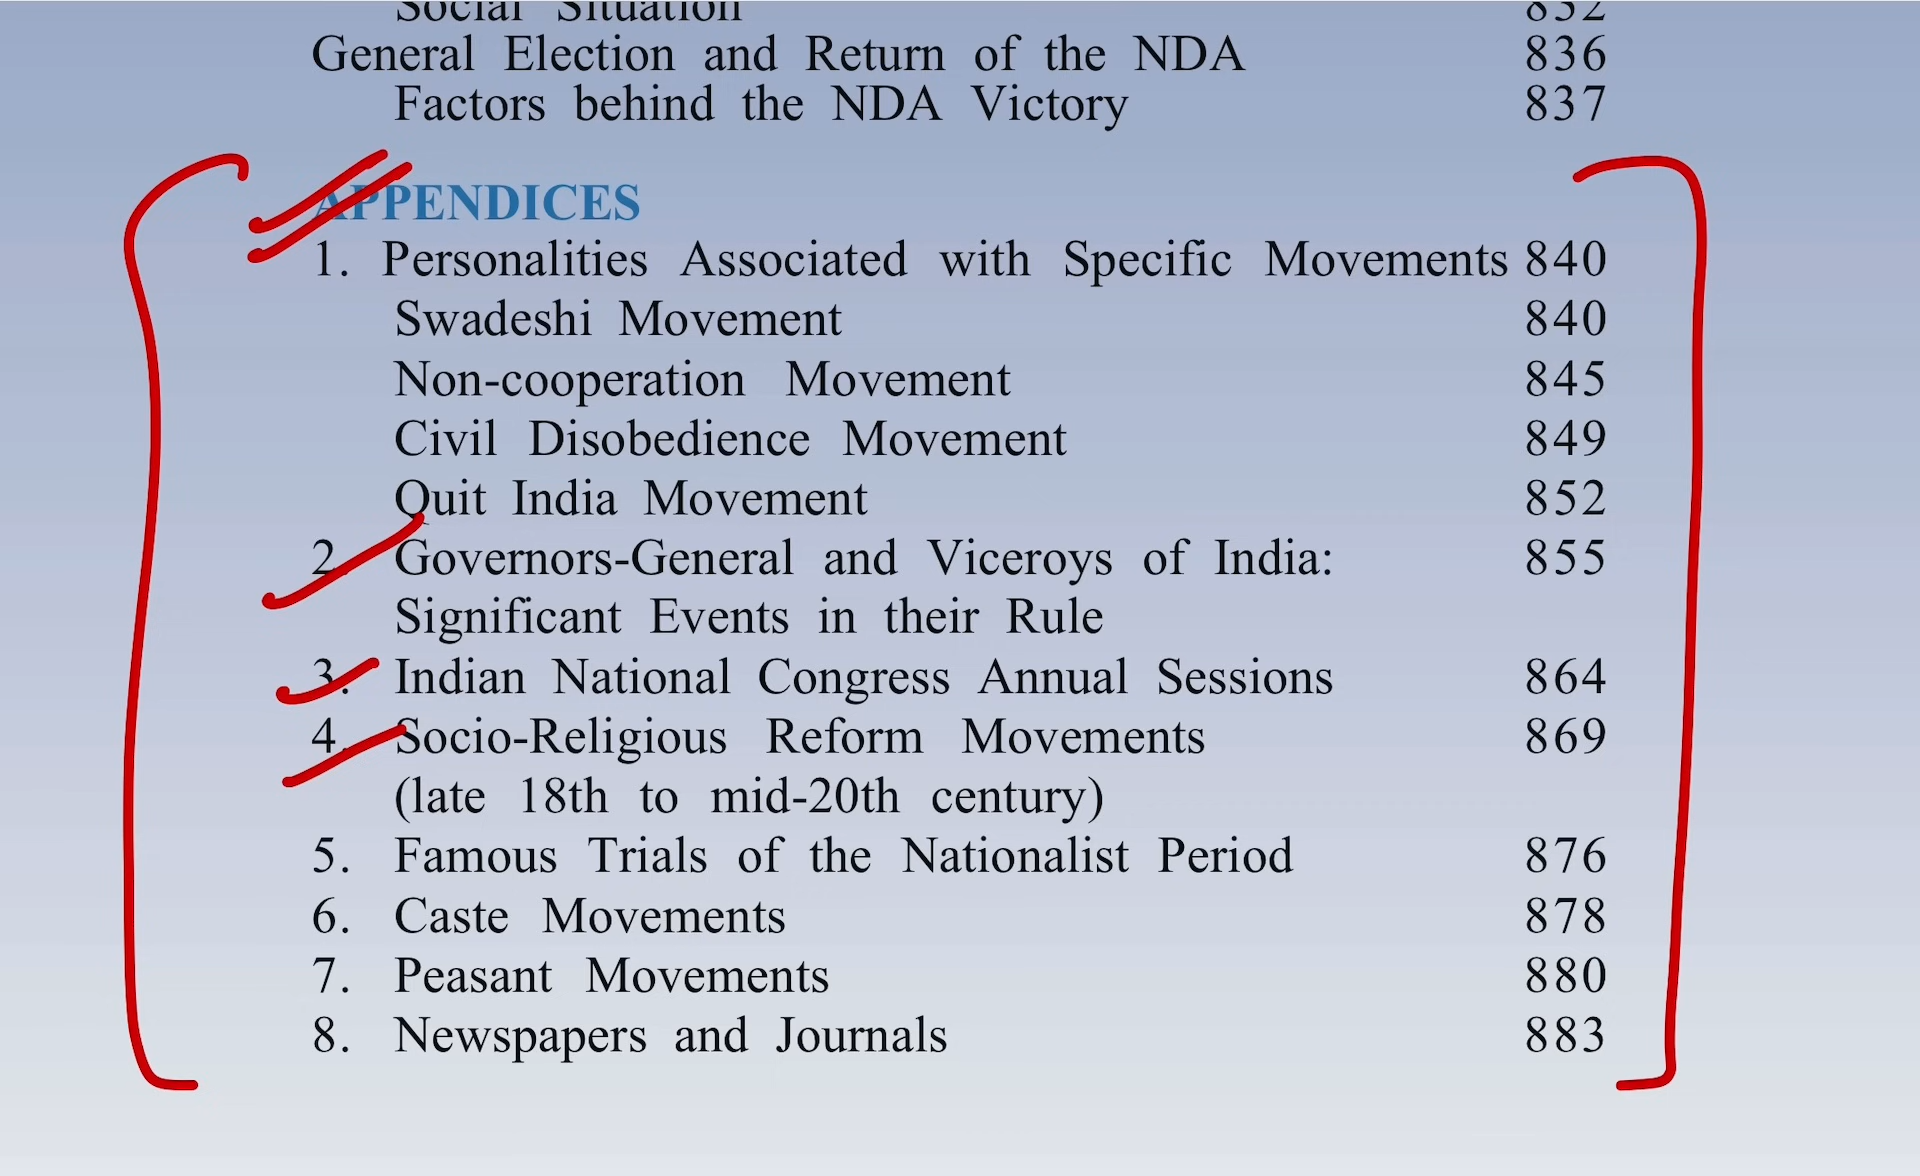 Social Situation 832
General Election and Return of the NDA 836
Factors behind the NDA Victory 837
APPENDICES
1. Personalities Associated with Specific Movements 840
Swadeshi Movement 840
Non-cooperation Movement 845
Civil Disobedience Movement 849
Quit India Movement 852
2. Governors-General and Viceroys of India: 855
Significant Events in their Rule
3. Indian National Congress Annual Sessions 864
4. Socio-Religious Reform Movements 869
(late 18th to mid-20th century)
5. Famous Trials of the Nationalist Period 876
6. Caste Movements 878
7. Peasant Movements 880
8. Newspapers and Journals 883